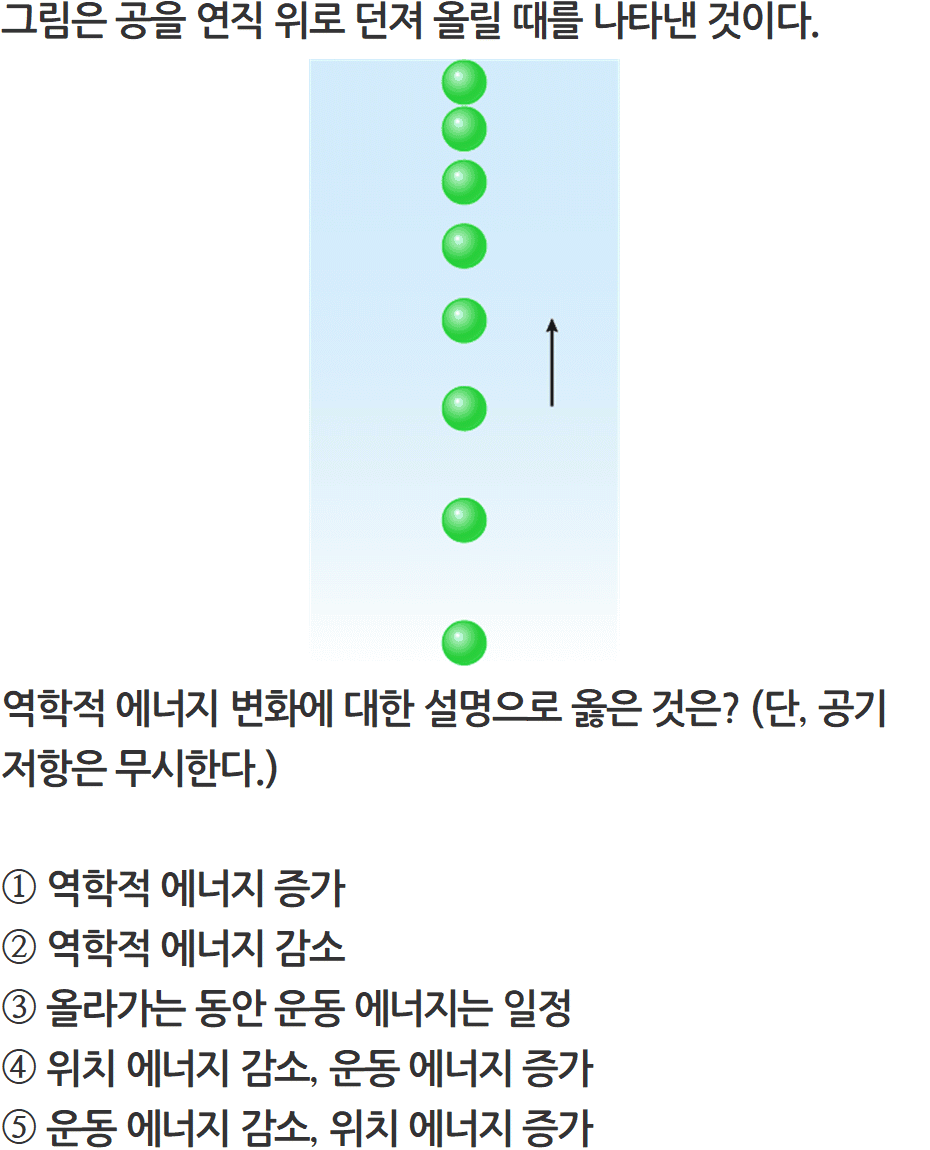 그림은 공을 연직 위로 던져 올릴 때를 나타낸 것이다.
역학적 에너지 변화에 대한 설명으로 옳은 것은? (단, 공기
저항은 무시한다.)
① 역학적 에너지 증가
② 역학적 에너지 감소
③ 올라가는 동안 운동 에너지는 일정
④ 위치 에너지 감소, 운동 에너지 증가
⑤ 운동 에너지 감소, 위치 에너지 증가